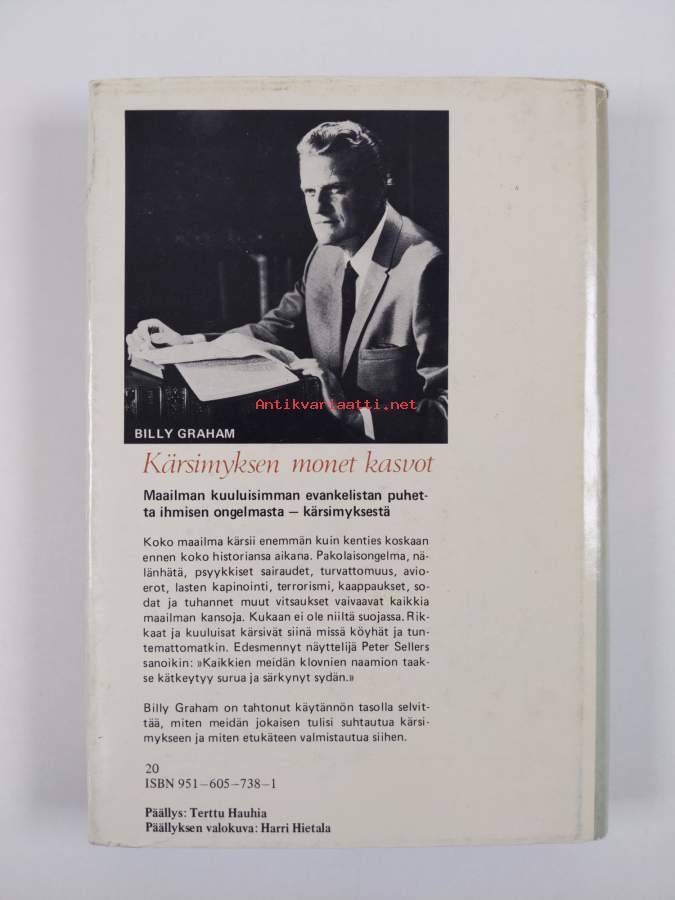 Antikvariaatti.net
BILLY GRAHAM
Kärsimyksen monet kasvot
Maailman kuuluisimman evankelistan puhet-
ta ihmisen ongelmasta — kärsimyksestä
Koko maailma kärsii enemmän kuin kenties koskaan
ennen koko historiansa aikana. Pakolaisongelma, nä-
länhätä, psyykkiset sairaudet, turvattomuus, avio-
erot, lasten kapinointi, terrorismi, kaappaukset, so-
dat ja tuhannet muut vitsaukset vaivaavat kaikkia
maailman kansoja. Kukaan ei ole niiltä suojassa. Rik-
kaat ja kuuluisat kärsivät siinä missä köyhät ja tun-
temattomatkin. Edesmennyt näyttelijä Peter Sellers
sanoikin: »Kaikkien meidän klovnien naamion taak-
se kätkeytyy surua ja särkynyt sydän.»
Billy Graham on tahtonut käytännön tasolla selvit-
tää, miten meidän jokaisen tulisi suhtautua kärsi-
mykseen ja miten etukäteen valmistautua siihen.
20
ISBN 951—605—738—1
Päällys: Terttu Hauhia
Päällyksen valokuva: Harri Hietala